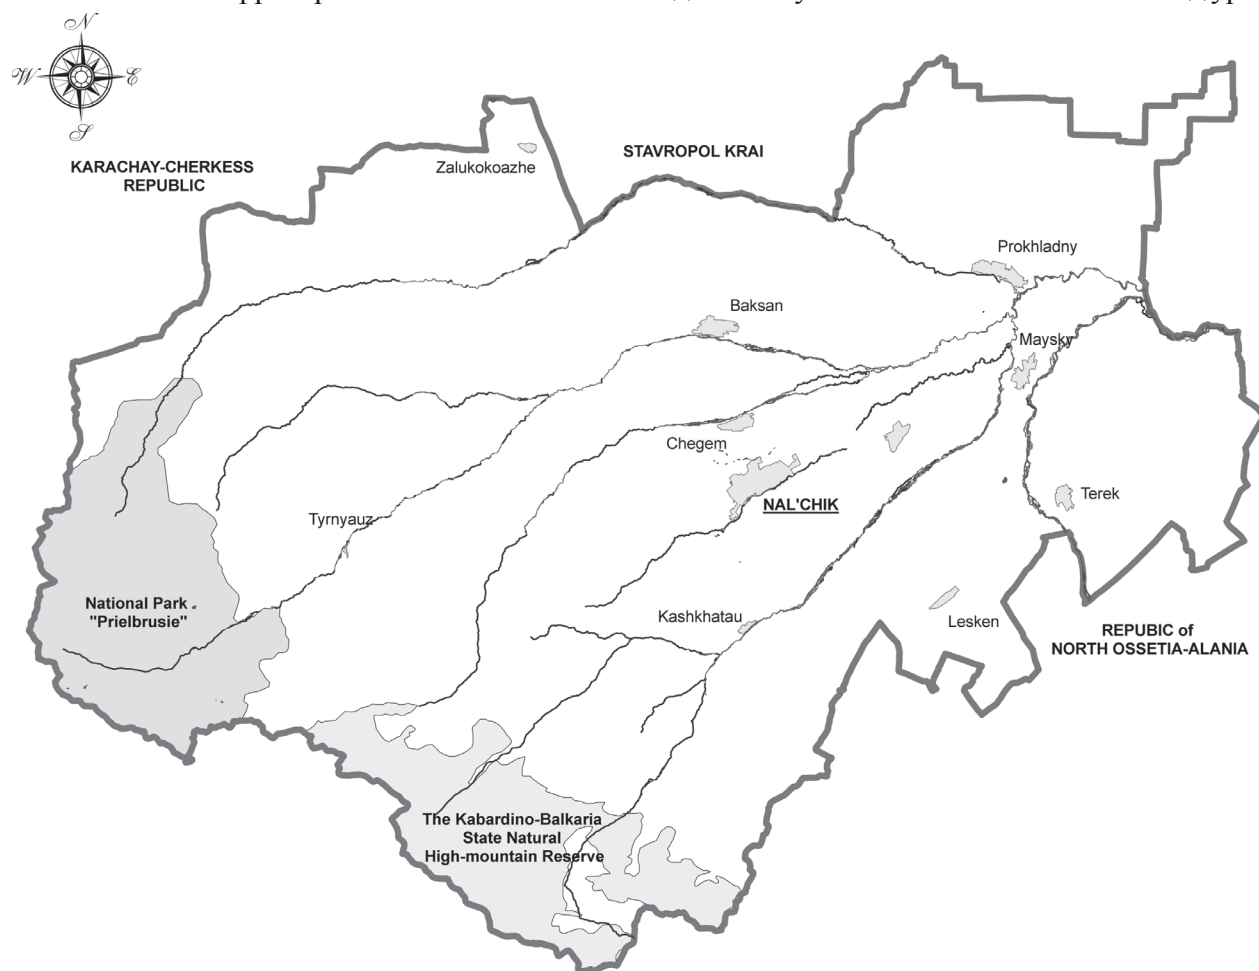 N
W
E
S
KARACHAY-CHERKESS
REPUBLIC
Zalukokoazhe
STAVROPOL KRAI
Prokhladny
Baksan
Maysky
Chegem
NAL'CHIK
Terek
Tyrnyauz
National Park
"Prielbrusie"
Kashkhatau
Lesken
REPUBIC of
NORTH OSSETIA-ALANIA
The Kabardino-Balkaria
State Natural
High-mountain Reserve